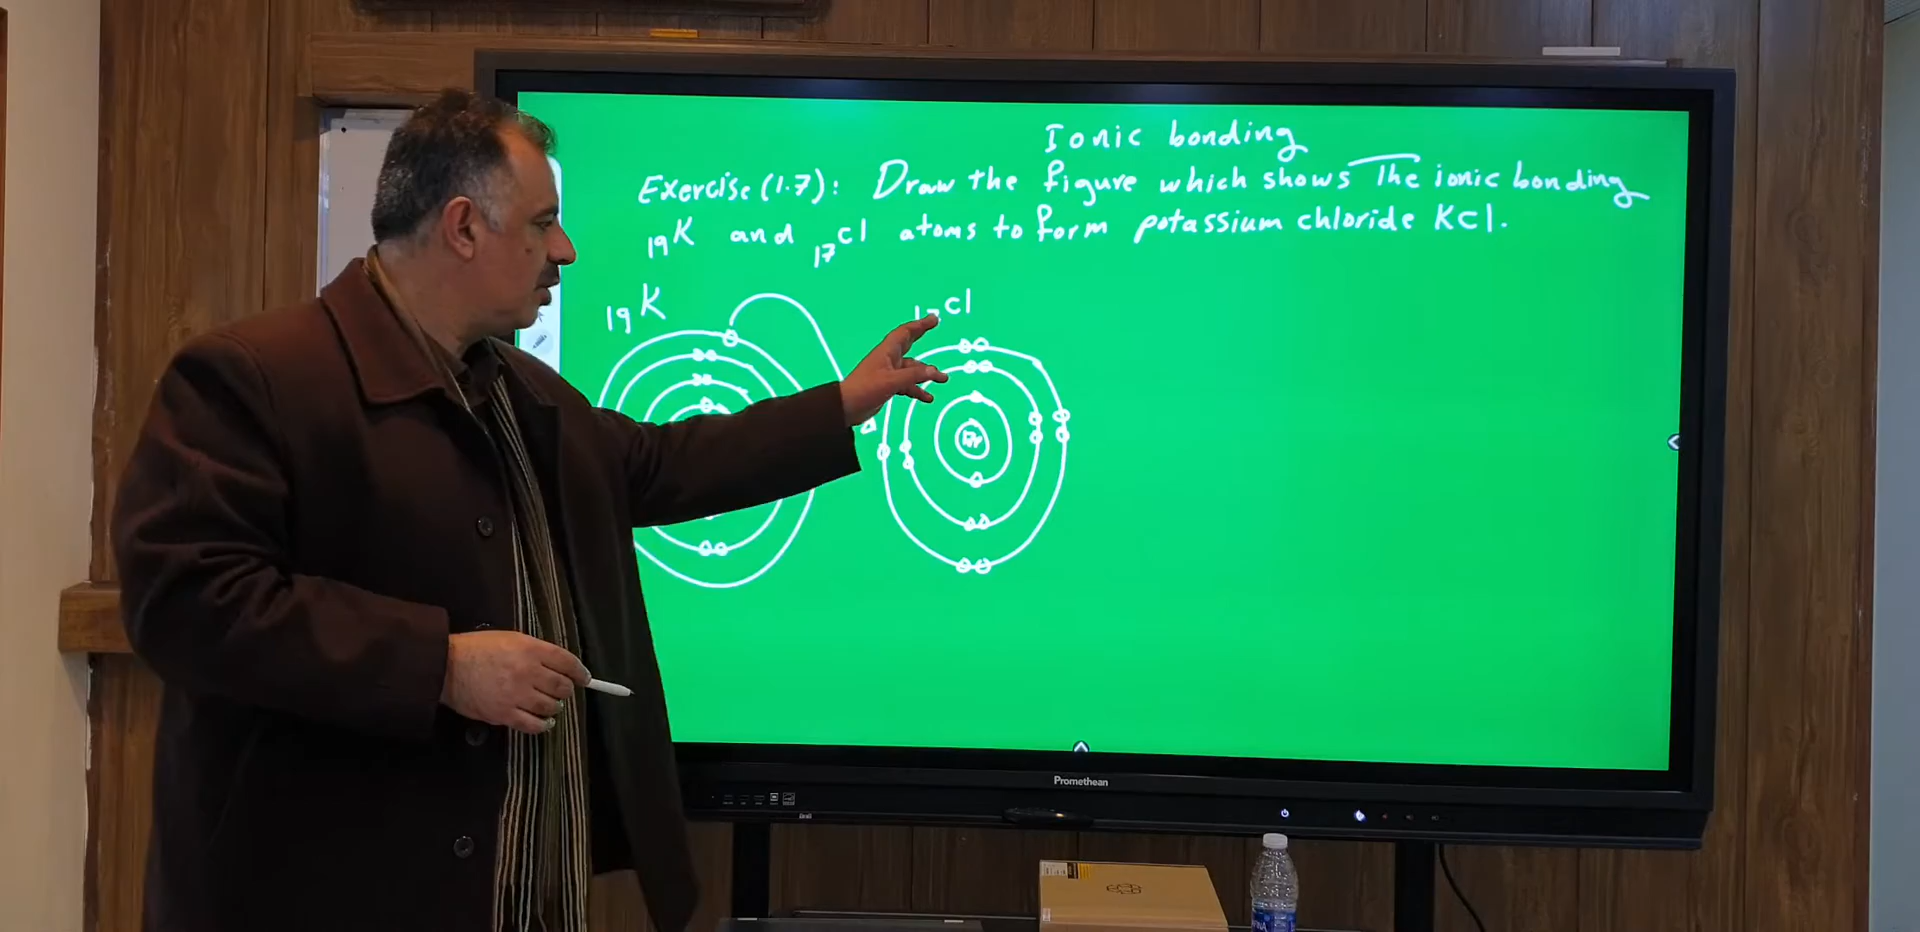 Ionic bonding
Exercise (1.7): Draw the figure which shows The ionic bonding
19K and 17Cl atoms to form potassium chloride KCl.
19K
17Cl
Promethean